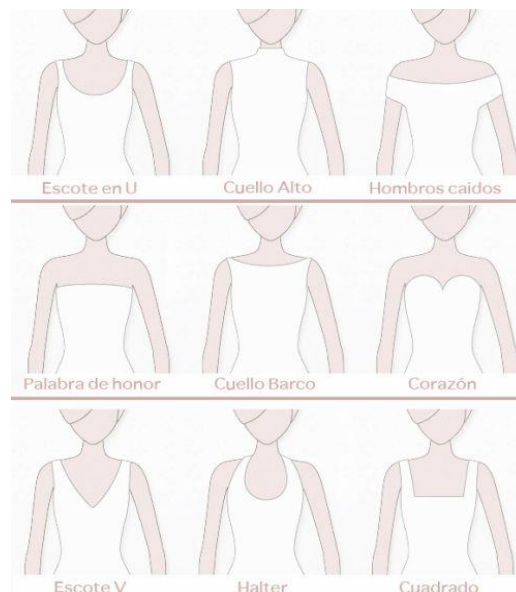 Escote en U
Cuello Alto
Hombros caidos
Palabra de honor
Cuello Barco
Corazón
Escote V
Halter
Cuadrado